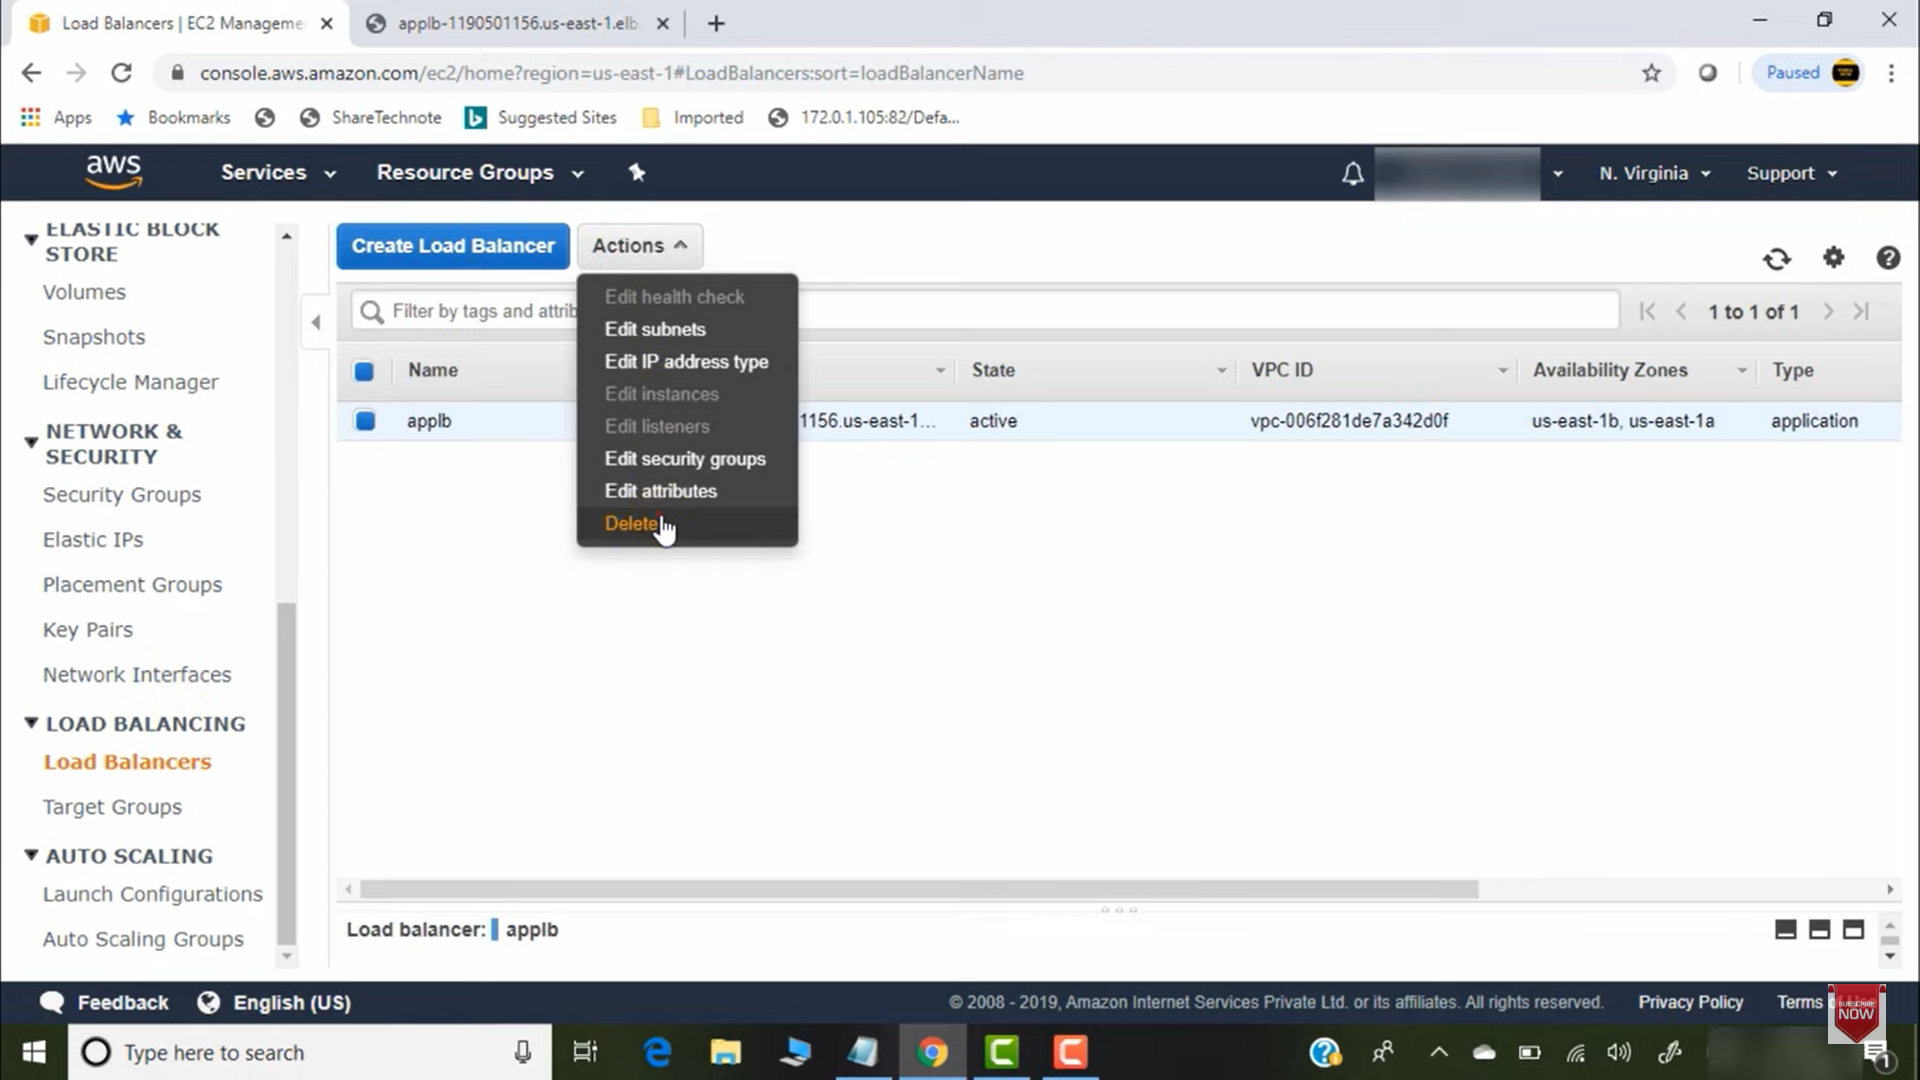 Load Balancers | EC2 Manageme
applb-1190501156.us-east-1.elb.
console.aws.amazon.com/ec2/home?region=us-east-1#LoadBalancers:sort=loadBalancerName
Paused
Apps
Bookmarks
ShareTechnote
Suggested Sites
Imported
172.0.1.105:82/Defa...
aws
Services
Resource Groups
N. Virginia
Support
ELASTIC BLOCK
STORE
Volumes
Snapshots
Lifecycle Manager
NETWORK &
SECURITY
Security Groups
Elastic IPs
Placement Groups
Key Pairs
Network Interfaces
LOAD BALANCING
Load Balancers
Target Groups
AUTO SCALING
Launch Configurations
Auto Scaling Groups
Create Load Balancer
Actions
Edit health check
Edit subnets
Edit IP address type
Edit instances
Edit listeners
Edit security groups
Edit attributes
Delete
Filter by tags and attrib
1 to 1 of 1
Name State VPC ID Availability Zones Type
applb 1156.us-east-1... active vpc-006f281de7a342d0f us-east-1b, us-east-1a application
Load balancer: applb
Feedback
English (US)
© 2008 - 2019, Amazon Internet Services Private Ltd. or its affiliates. All rights reserved.
Privacy Policy
Terms
SUBSCRIBE
NOW
Type here to search
1